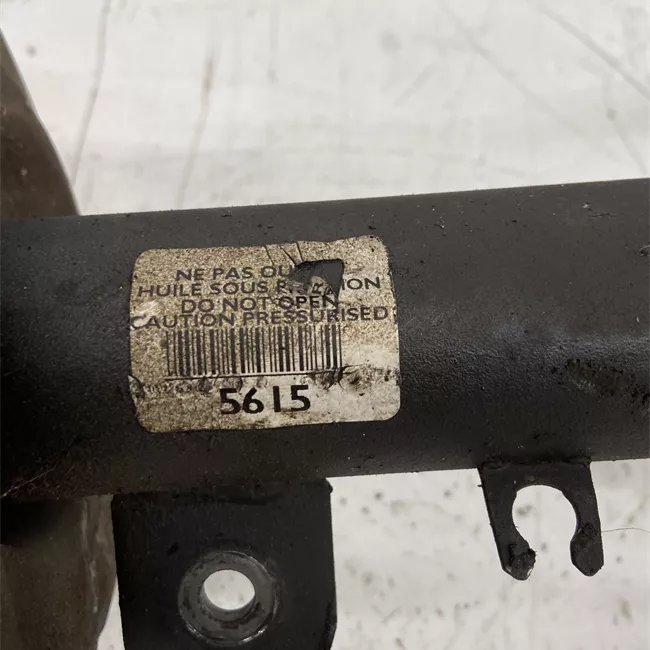 NE PAS
HUILE SOUS
DO NOT OPEN
CAUTION PRESSURISED
5615